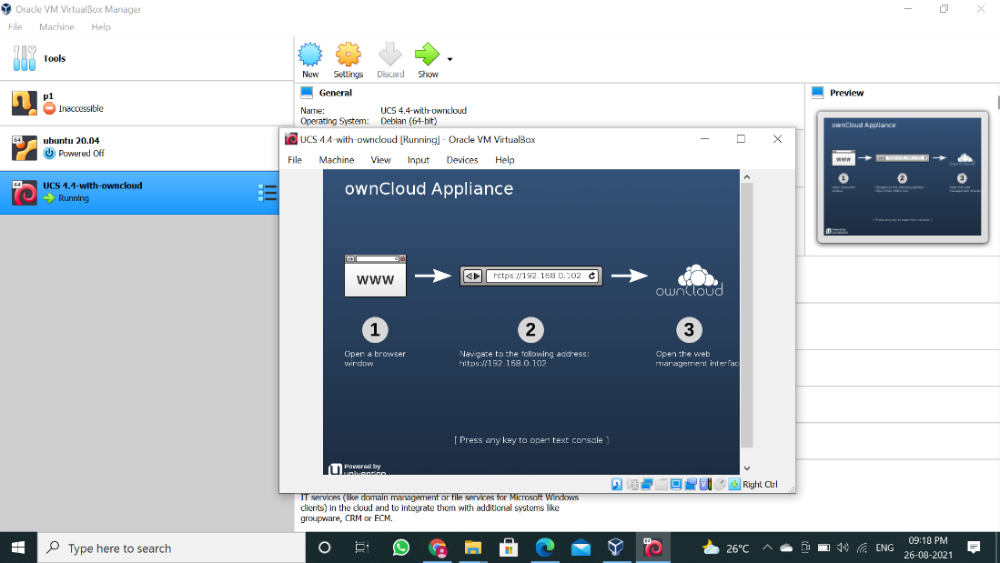 Oracle VM VirtualBox Manager
File Machine Help
Tools
New Settings Discard Show
p1
Inaccessible
64
ubuntu 20.04
Powered Off
64
UCS 4.4-with-owncloud
Running
General
Name: UCS 4.4-with-owncloud
Operating System: Debian (64-bit)
Preview
ownCloud Appliance
WWW
1 2 3
UCS 4.4-with-owncloud [Running] - Oracle VM VirtualBox
File Machine View Input Devices Help
ownCloud Appliance
WWW
https://192.168.0.102
ownCloud
1 2 3
Open a browser
window
Navigate to the following address:
https://192.168.0.102
Open the web
management interfac
[ Press any key to open text console ]
Powered by
univention
Right Ctrl
IT services (like domain management or file services for Microsoft Windows
clients) in the cloud and to integrate them with additional systems like
groupware, CRM or ECM.
Type here to search
26°C
ENG
09:18 PM
26-08-2021